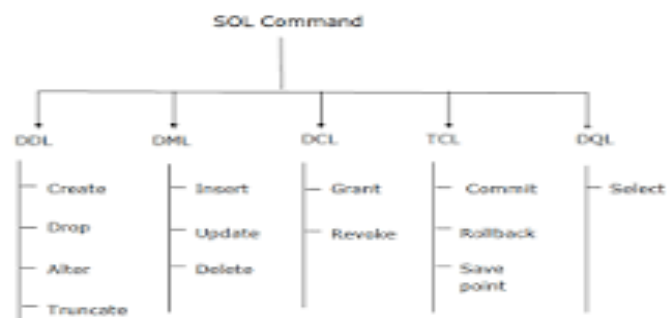 SQL Command
DDL
DML
DCL
TCL
DQL
Create
Drop
Alter
Truncate
Insert
Update
Delete
Grant
Revoke
Commit
Rollback
Save
point
Select